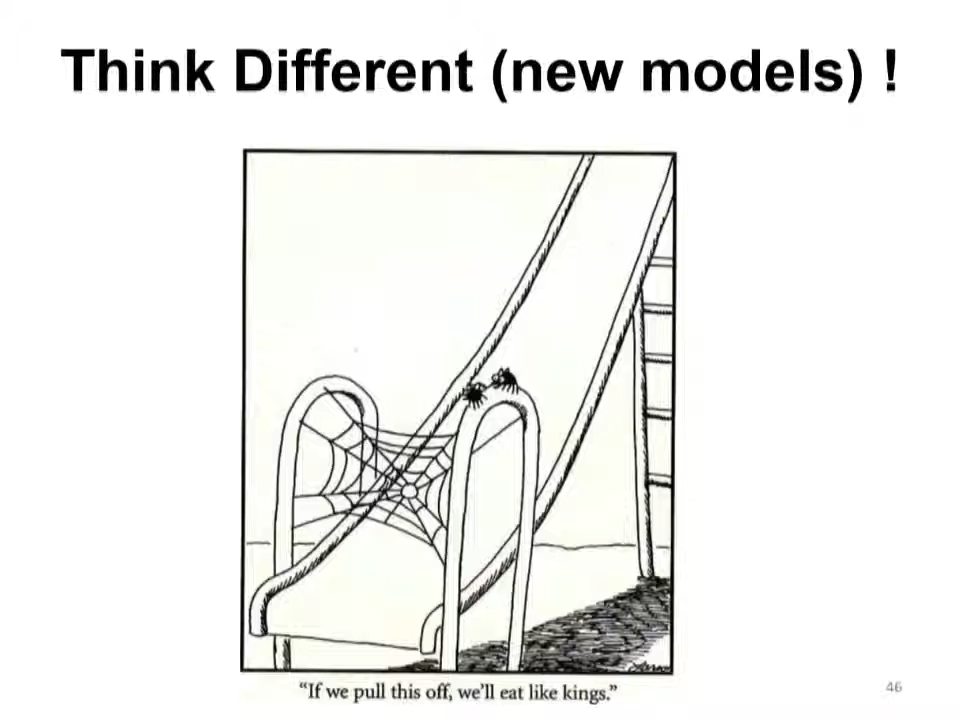 Think Different (new models) !
“If we pull this off, we’ll eat like kings.”
46